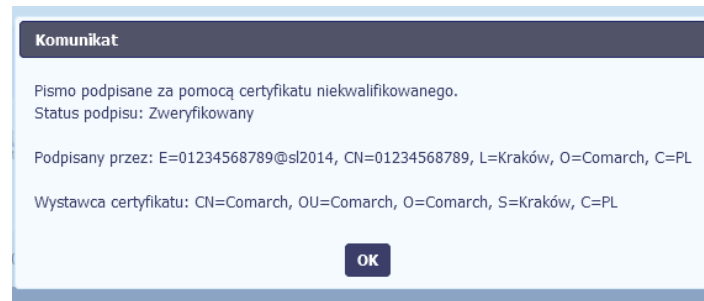 Komunikat
Pismo podpisane za pomocą certyfikatu niekwalifikowanego.
Status podpisu: Zweryfikowany
Podpisany przez: E=01234568789@sl2014, CN=01234568789, L=Kraków, O=Comarch, C=PL
Wystawca certyfikatu: CN=Comarch, OU=Comarch, O=Comarch, S=Kraków, C=PL
OK